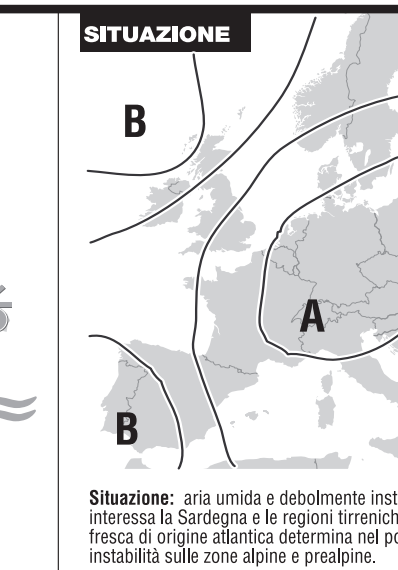 SITUAZIONE
B
A
B
Situazione: aria umida e debolmente inst
interessa la Sardegna e le regioni tirrenich
fresca di origine atlantica determina nel po
instabilità sulle zone alpine e prealpine.